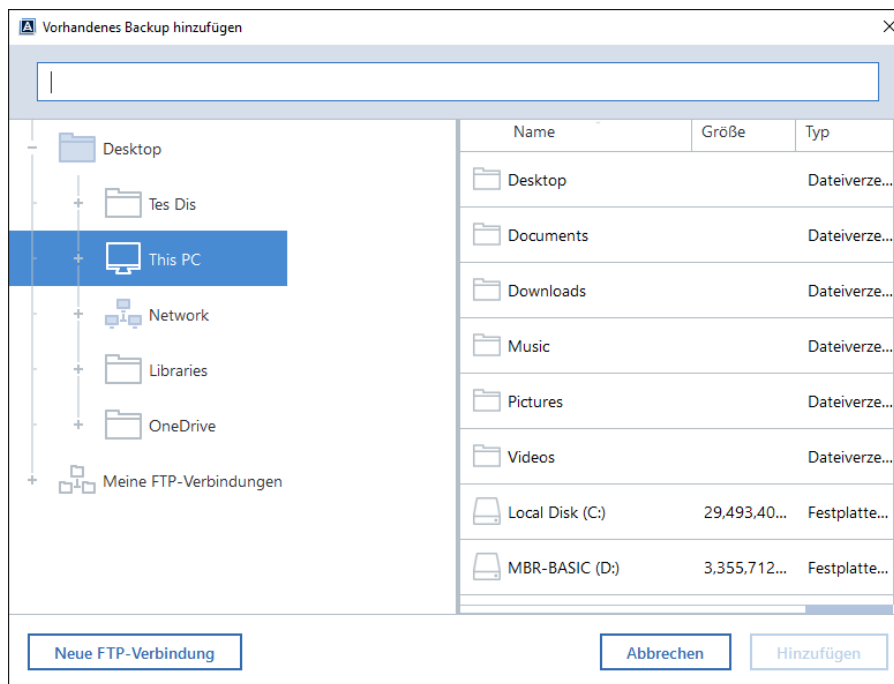 Vorhandenes Backup hinzufügen
Desktop
Tes Dis
This PC
Network
Libraries
OneDrive
Meine FTP-Verbindungen
Name Größe Typ
Desktop Dateiverze...
Documents Dateiverze...
Downloads Dateiverze...
Music Dateiverze...
Pictures Dateiverze...
Videos Dateiverze...
Local Disk (C:) 29,493,40... Festplatte...
MBR-BASIC (D:) 3,355,712... Festplatte...
Neue FTP-Verbindung Abbrechen Hinzufügen